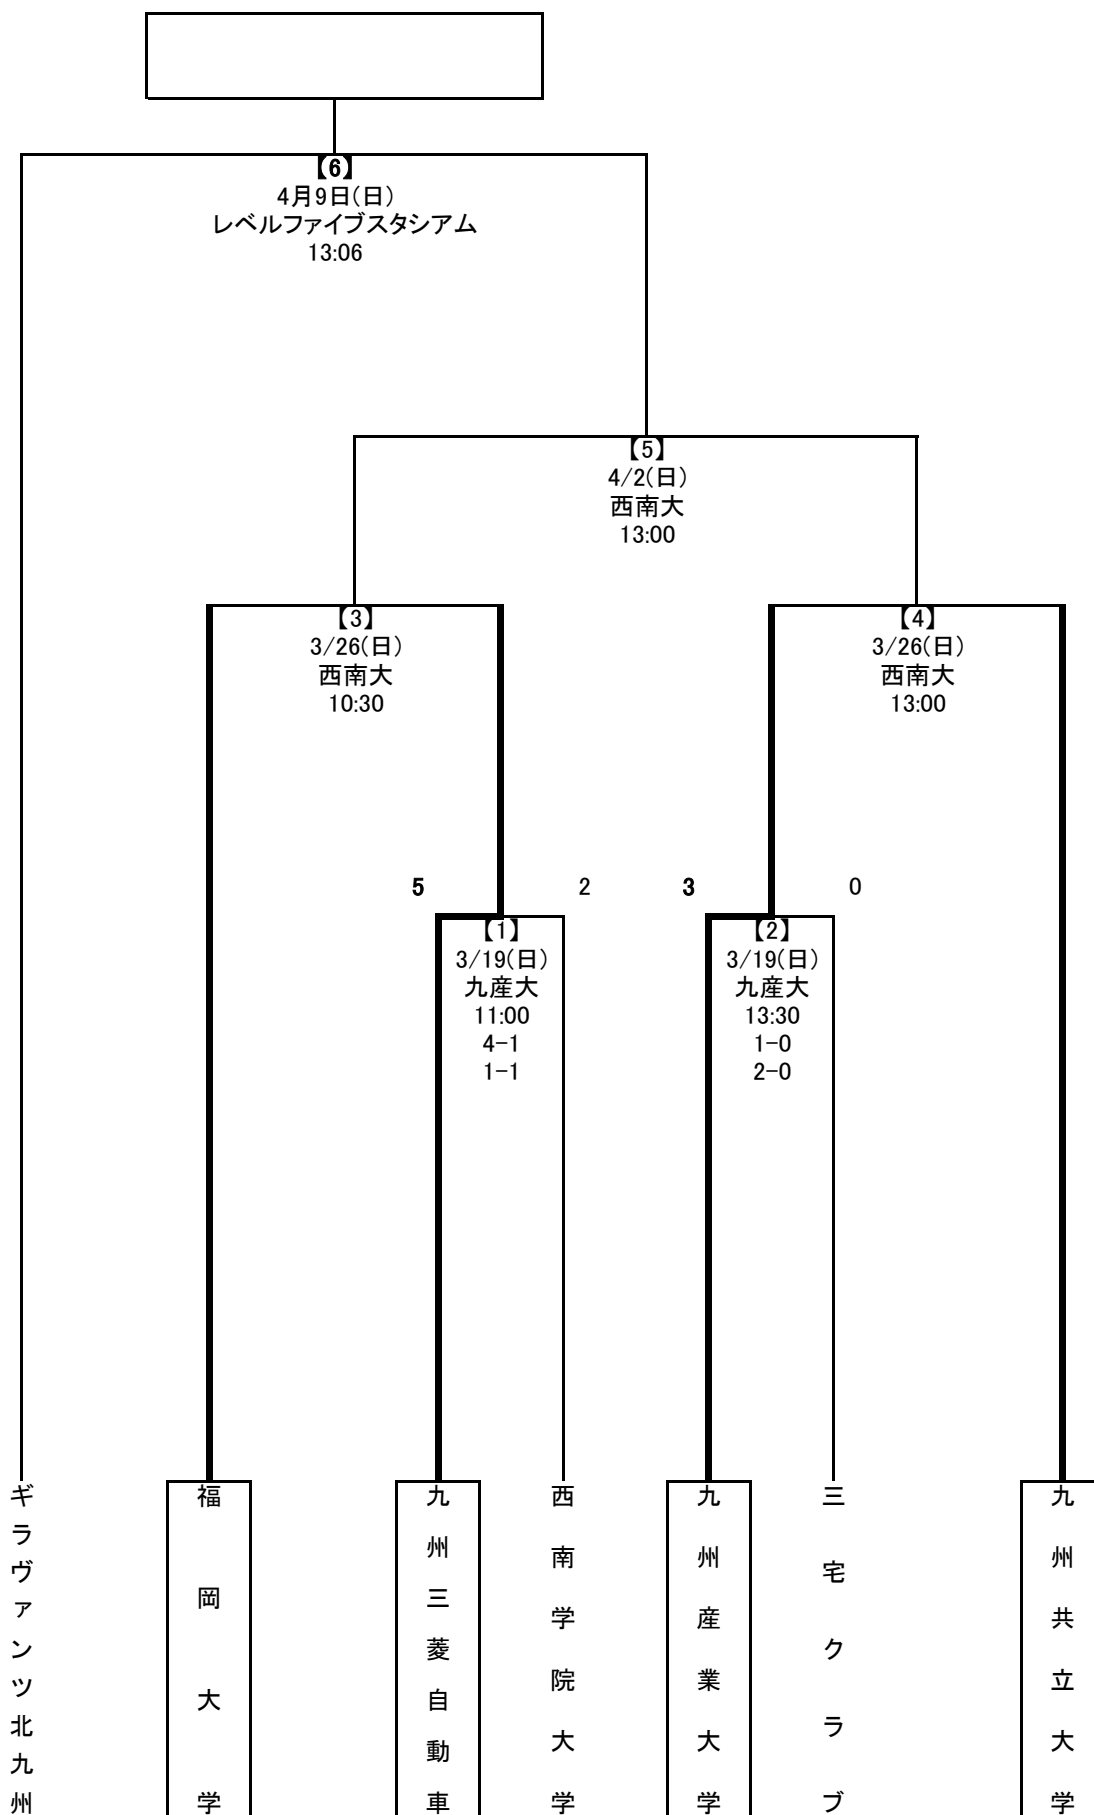 【6】
4月9日(日)
レベルファイブスタシアム
13:06
【5】
4/2(日)
西南大
13:00
【3】
3/26(日)
西南大
10:30
【4】
3/26(日)
西南大
13:00
5
2
3
0
【1】
3/19(日)
九産大
11:00
4-1
1-1
【2】
3/19(日)
九産大
13:30
1-0
2-0
ギラヴァンツ北九州
福岡大学
九州三菱自動車
西南学院大学
九州産業大学
三宅クラブ
九州共立大学